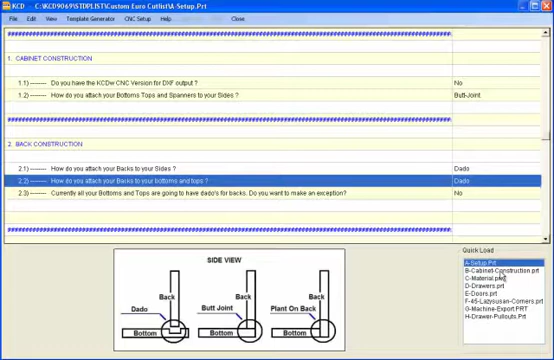 KCD - C:\KCD9069\STDPLIST\Custom Euro Cutlist\A-Setup.Prt
File Edit View Template Generator CNC Setup Help Close
1. CABINET CONSTRUCTION
1.1) -------- Do you have the KCDw CNC Version for DXF output ? No
1.2) -------- How do you attach your Bottoms Tops and Spanners to your Sides ? Butt-Joint
2. BACK CONSTRUCTION
2.1) -------- How do you attach your Backs to your Sides ? Dado
2.2) -------- How do you attach your Backs to your bottoms and tops ? Dado
2.3) -------- Currently all your Bottoms and Tops are going to have dado's for backs. Do you want to make an exception? No
Quick Load
A-Setup.Prt
B-Cabinet-Construction.prt
C-Material.prt
D-Drawers.prt
E-Doors.prt
F-45-Lazysusan-Corners.prt
G-Machine-Export.PRT
H-Drawer-Pullouts.Prt
SIDE VIEW
Back Back Back
Dado Butt Joint Plant On Back
Bottom Bottom Bottom